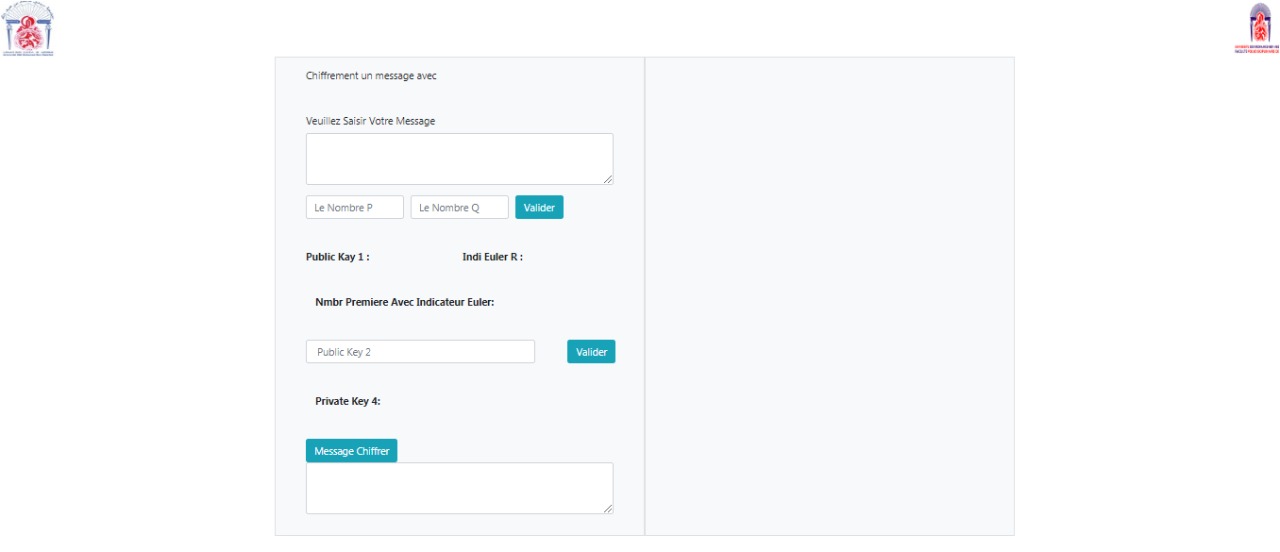 Chiffrement un message avec
Veuillez Saisir Votre Message
Le Nombre P
Le Nombre Q
Valider
Public Kay 1 :
Indi Euler R :
Nmbr Premiere Avec Indicateur Euler:
Public Key 2
Valider
Private Key 4:
Message Chiffrer